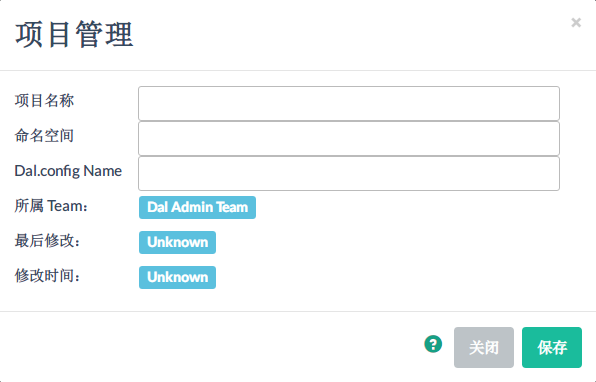 项目管理
×
项目名称
命名空间
Dal.config Name
所属 Team： Dal Admin Team
最后修改： Unknown
修改时间： Unknown
? 关闭 保存